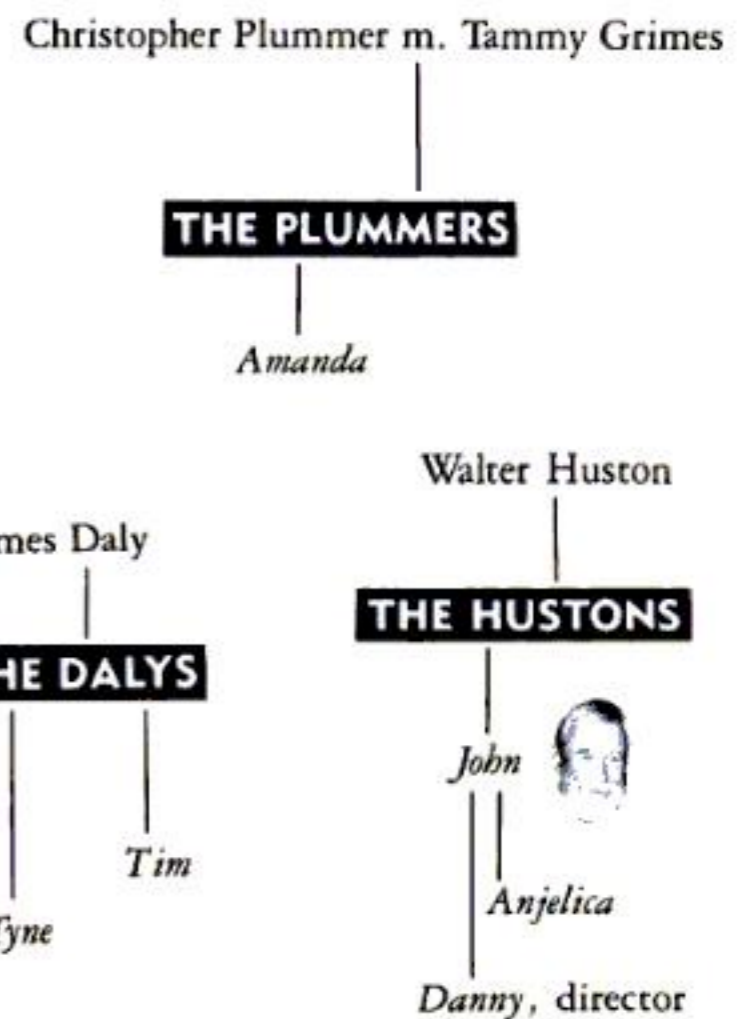 Christopher Plummer m. Tammy Grimes
THE PLUMMERS
Amanda
Walter Huston
mes Daly
THE HUSTONS
HE DALYS
John
Tim
Anjelica
Tyne
Danny, director